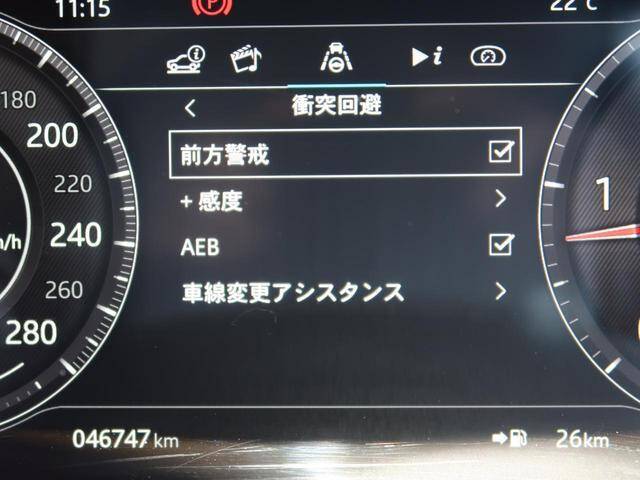 11:15
22℃
衝突回避
180
200
220
240
260
280
m/h
前方警戒
+ 感度
AEB
車線変更アシスタンス
1
046747 km
26km